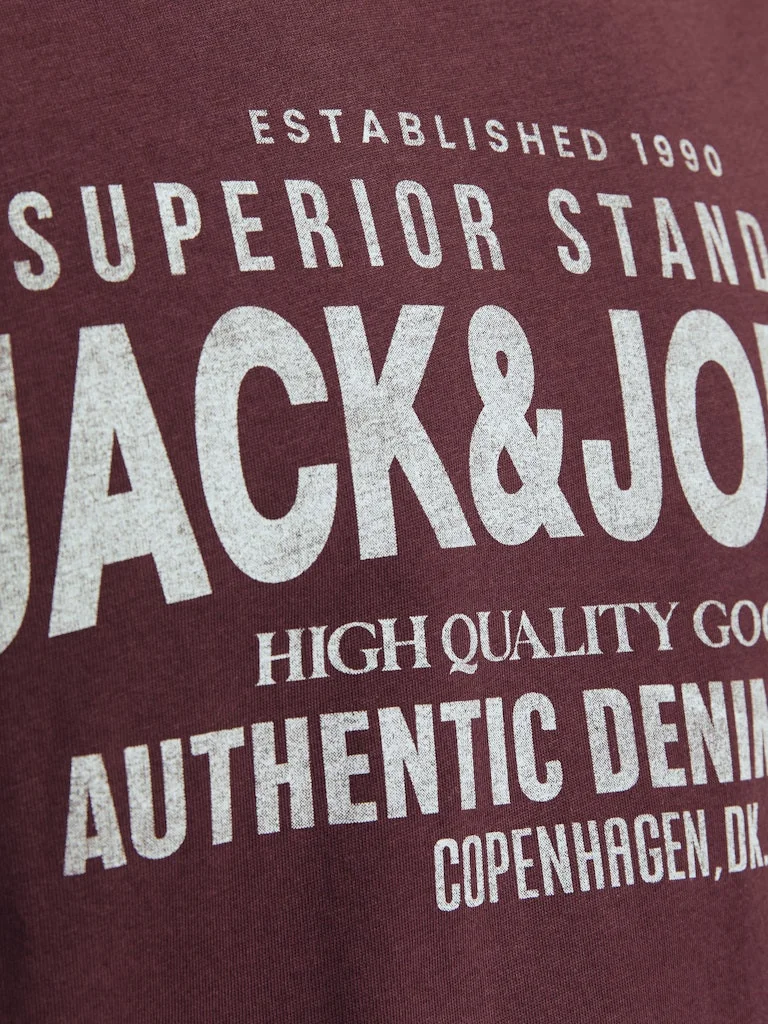 ESTABLISHED 1990
SUPERIOR STAND
JACK&JO
HIGH QUALITY GOO
AUTHENTIC DENIM
COPENHAGEN, DK.